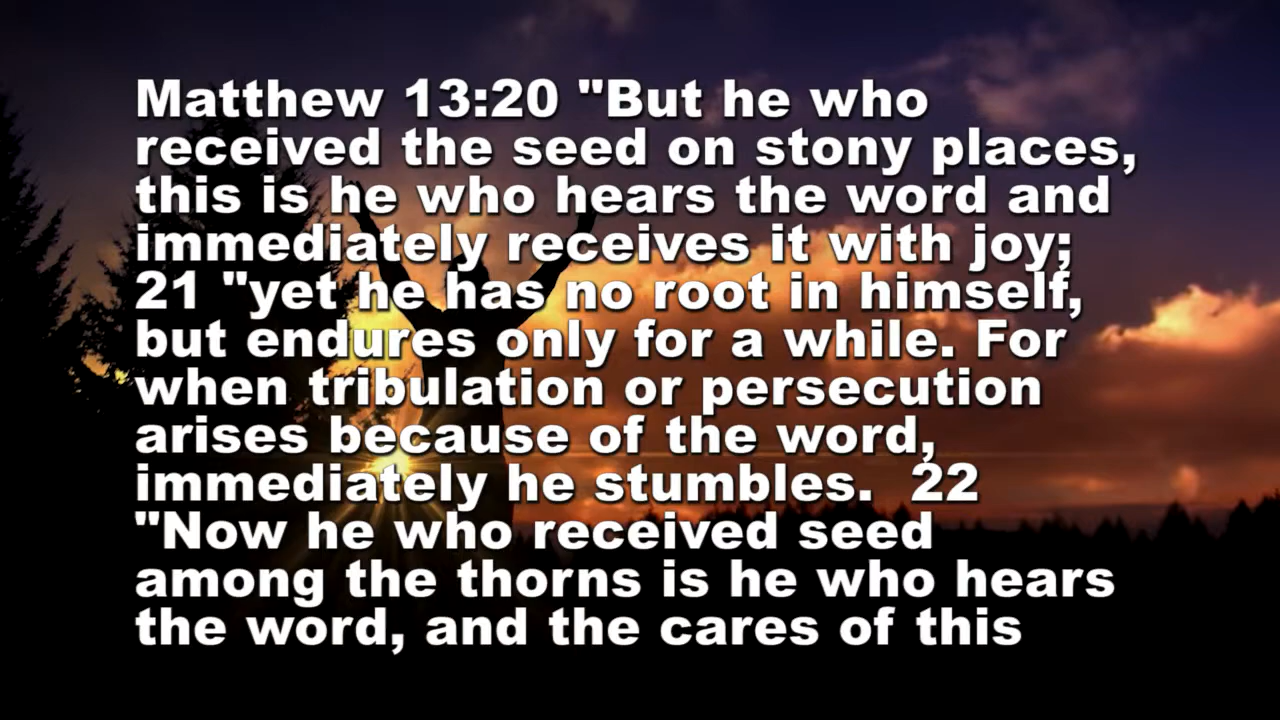 Matthew 13:20 "But he who
received the seed on stony places,
this is he who hears the word and
immediately receives it with joy;
21 "yet he has no root in himself,
but endures only for a while. For
when tribulation or persecution
arises because of the word,
immediately he stumbles.  22
"Now he who received seed
among the thorns is he who hears
the word, and the cares of this